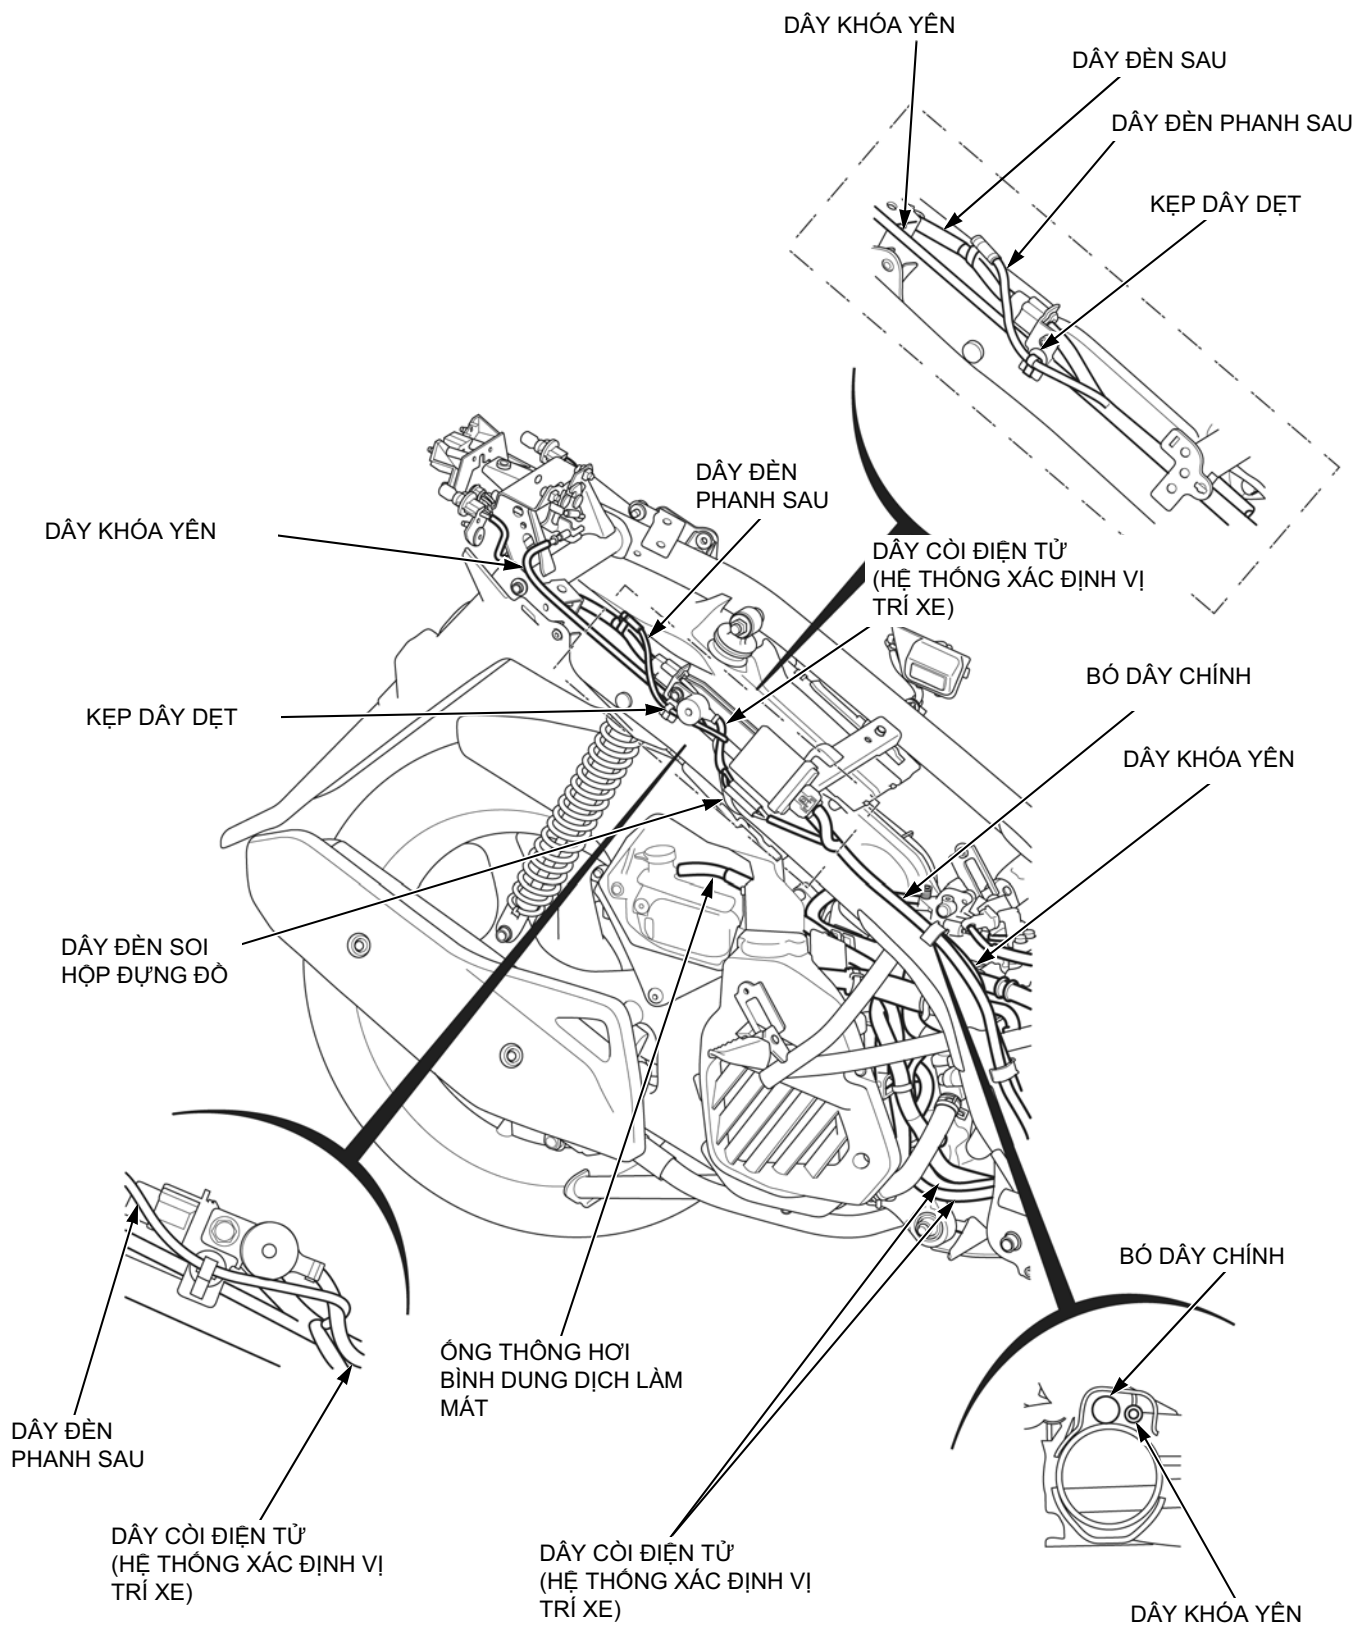 DÂY KHÓA YÊN
DÂY ĐÈN SAU
DÂY ĐÈN PHANH SAU
KẸP DÂY DẸT
DÂY ĐÈN
PHANH SAU
DÂY KHÓA YÊN
DÂY CÒI ĐIỆN TỬ
(HỆ THỐNG XÁC ĐỊNH VỊ
TRÍ XE)
BÓ DÂY CHÍNH
KẸP DÂY DẸT
DÂY KHÓA YÊN
DÂY ĐÈN SOI
HỘP ĐỰNG ĐỒ
BÓ DÂY CHÍNH
ỐNG THÔNG HƠI
BÌNH DUNG DỊCH LÀM
MÁT
DÂY ĐÈN
PHANH SAU
DÂY CÒI ĐIỆN TỬ
(HỆ THỐNG XÁC ĐỊNH VỊ
TRÍ XE)
DÂY CÒI ĐIỆN TỬ
(HỆ THỐNG XÁC ĐỊNH VỊ
TRÍ XE)
DÂY KHÓA YÊN